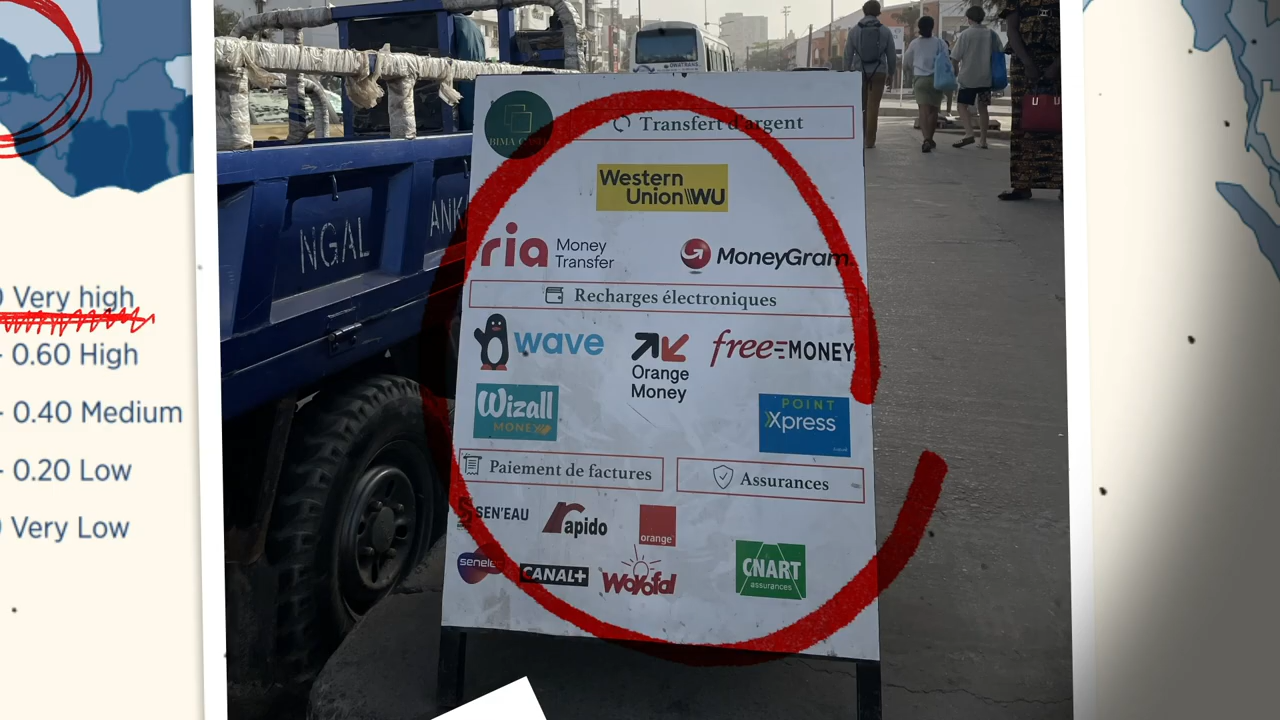 Very high
0.60 High
0.40 Medium
0.20 Low
Very Low
NGAL
BIMA
Transfert d'argent
Western
Union WU
ria Money
Transfer
MoneyGram
Recharges électroniques
wave
Orange
Money
free MONEY
Wizall
MONEY
POINT
Xpress
Paiement de factures
Assurances
SEN'EAU
rapido
orange
senelec
CANAL+
Woyofal
CNART
assurances